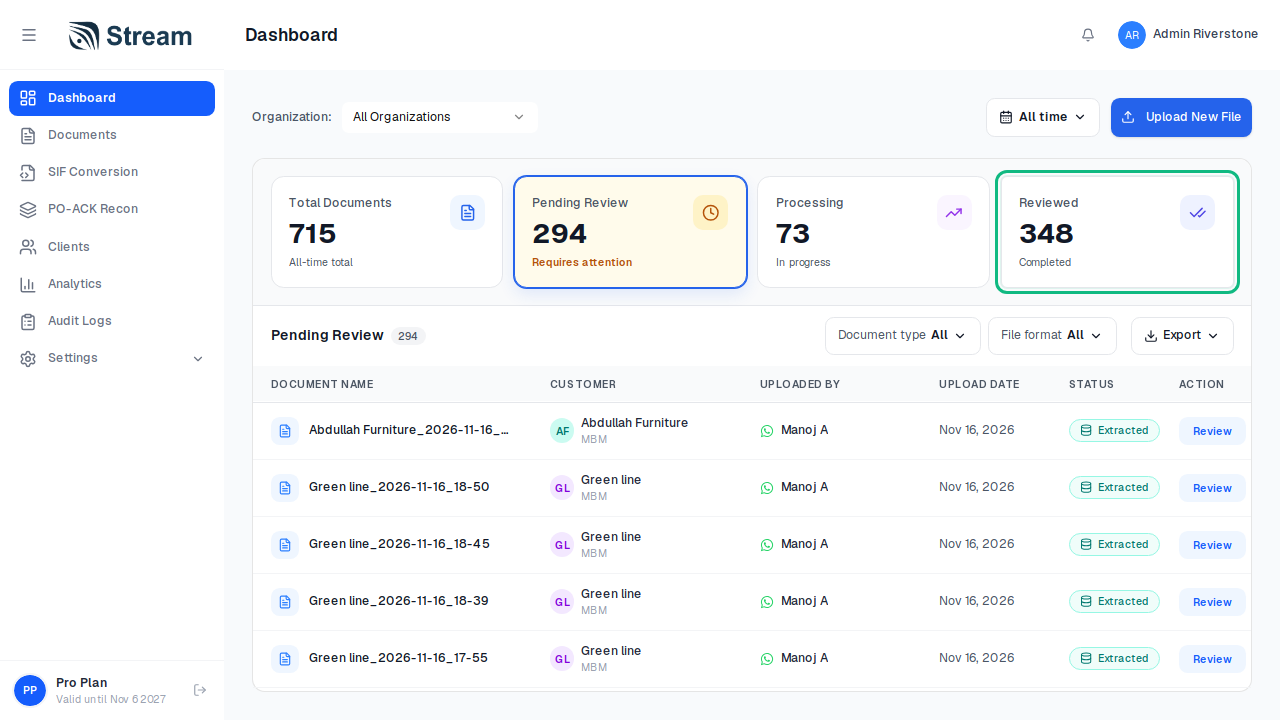 Stream
Dashboard
AR
Admin Riverstone
Dashboard
Documents
SIF Conversion
PO-ACK Recon
Clients
Analytics
Audit Logs
Settings
PP
Pro Plan
Valid until Nov 6 2027
Organization:
All Organizations
All time
Upload New File
Total Documents
715
All-time total
Pending Review
294
Requires attention
Processing
73
In progress
Reviewed
348
Completed
Pending Review 294
Document type All
File format All
Export
DOCUMENT NAME CUSTOMER UPLOADED BY UPLOAD DATE STATUS ACTION
Abdullah Furniture_2026-11-16_… AF Abdullah Furniture Manoj A Nov 16, 2026 Extracted Review
MBM
Green line_2026-11-16_18-50 GL Green line Manoj A Nov 16, 2026 Extracted Review
MBM
Green line_2026-11-16_18-45 GL Green line Manoj A Nov 16, 2026 Extracted Review
MBM
Green line_2026-11-16_18-39 GL Green line Manoj A Nov 16, 2026 Extracted Review
MBM
Green line_2026-11-16_17-55 GL Green line Manoj A Nov 16, 2026 Extracted Review
MBM